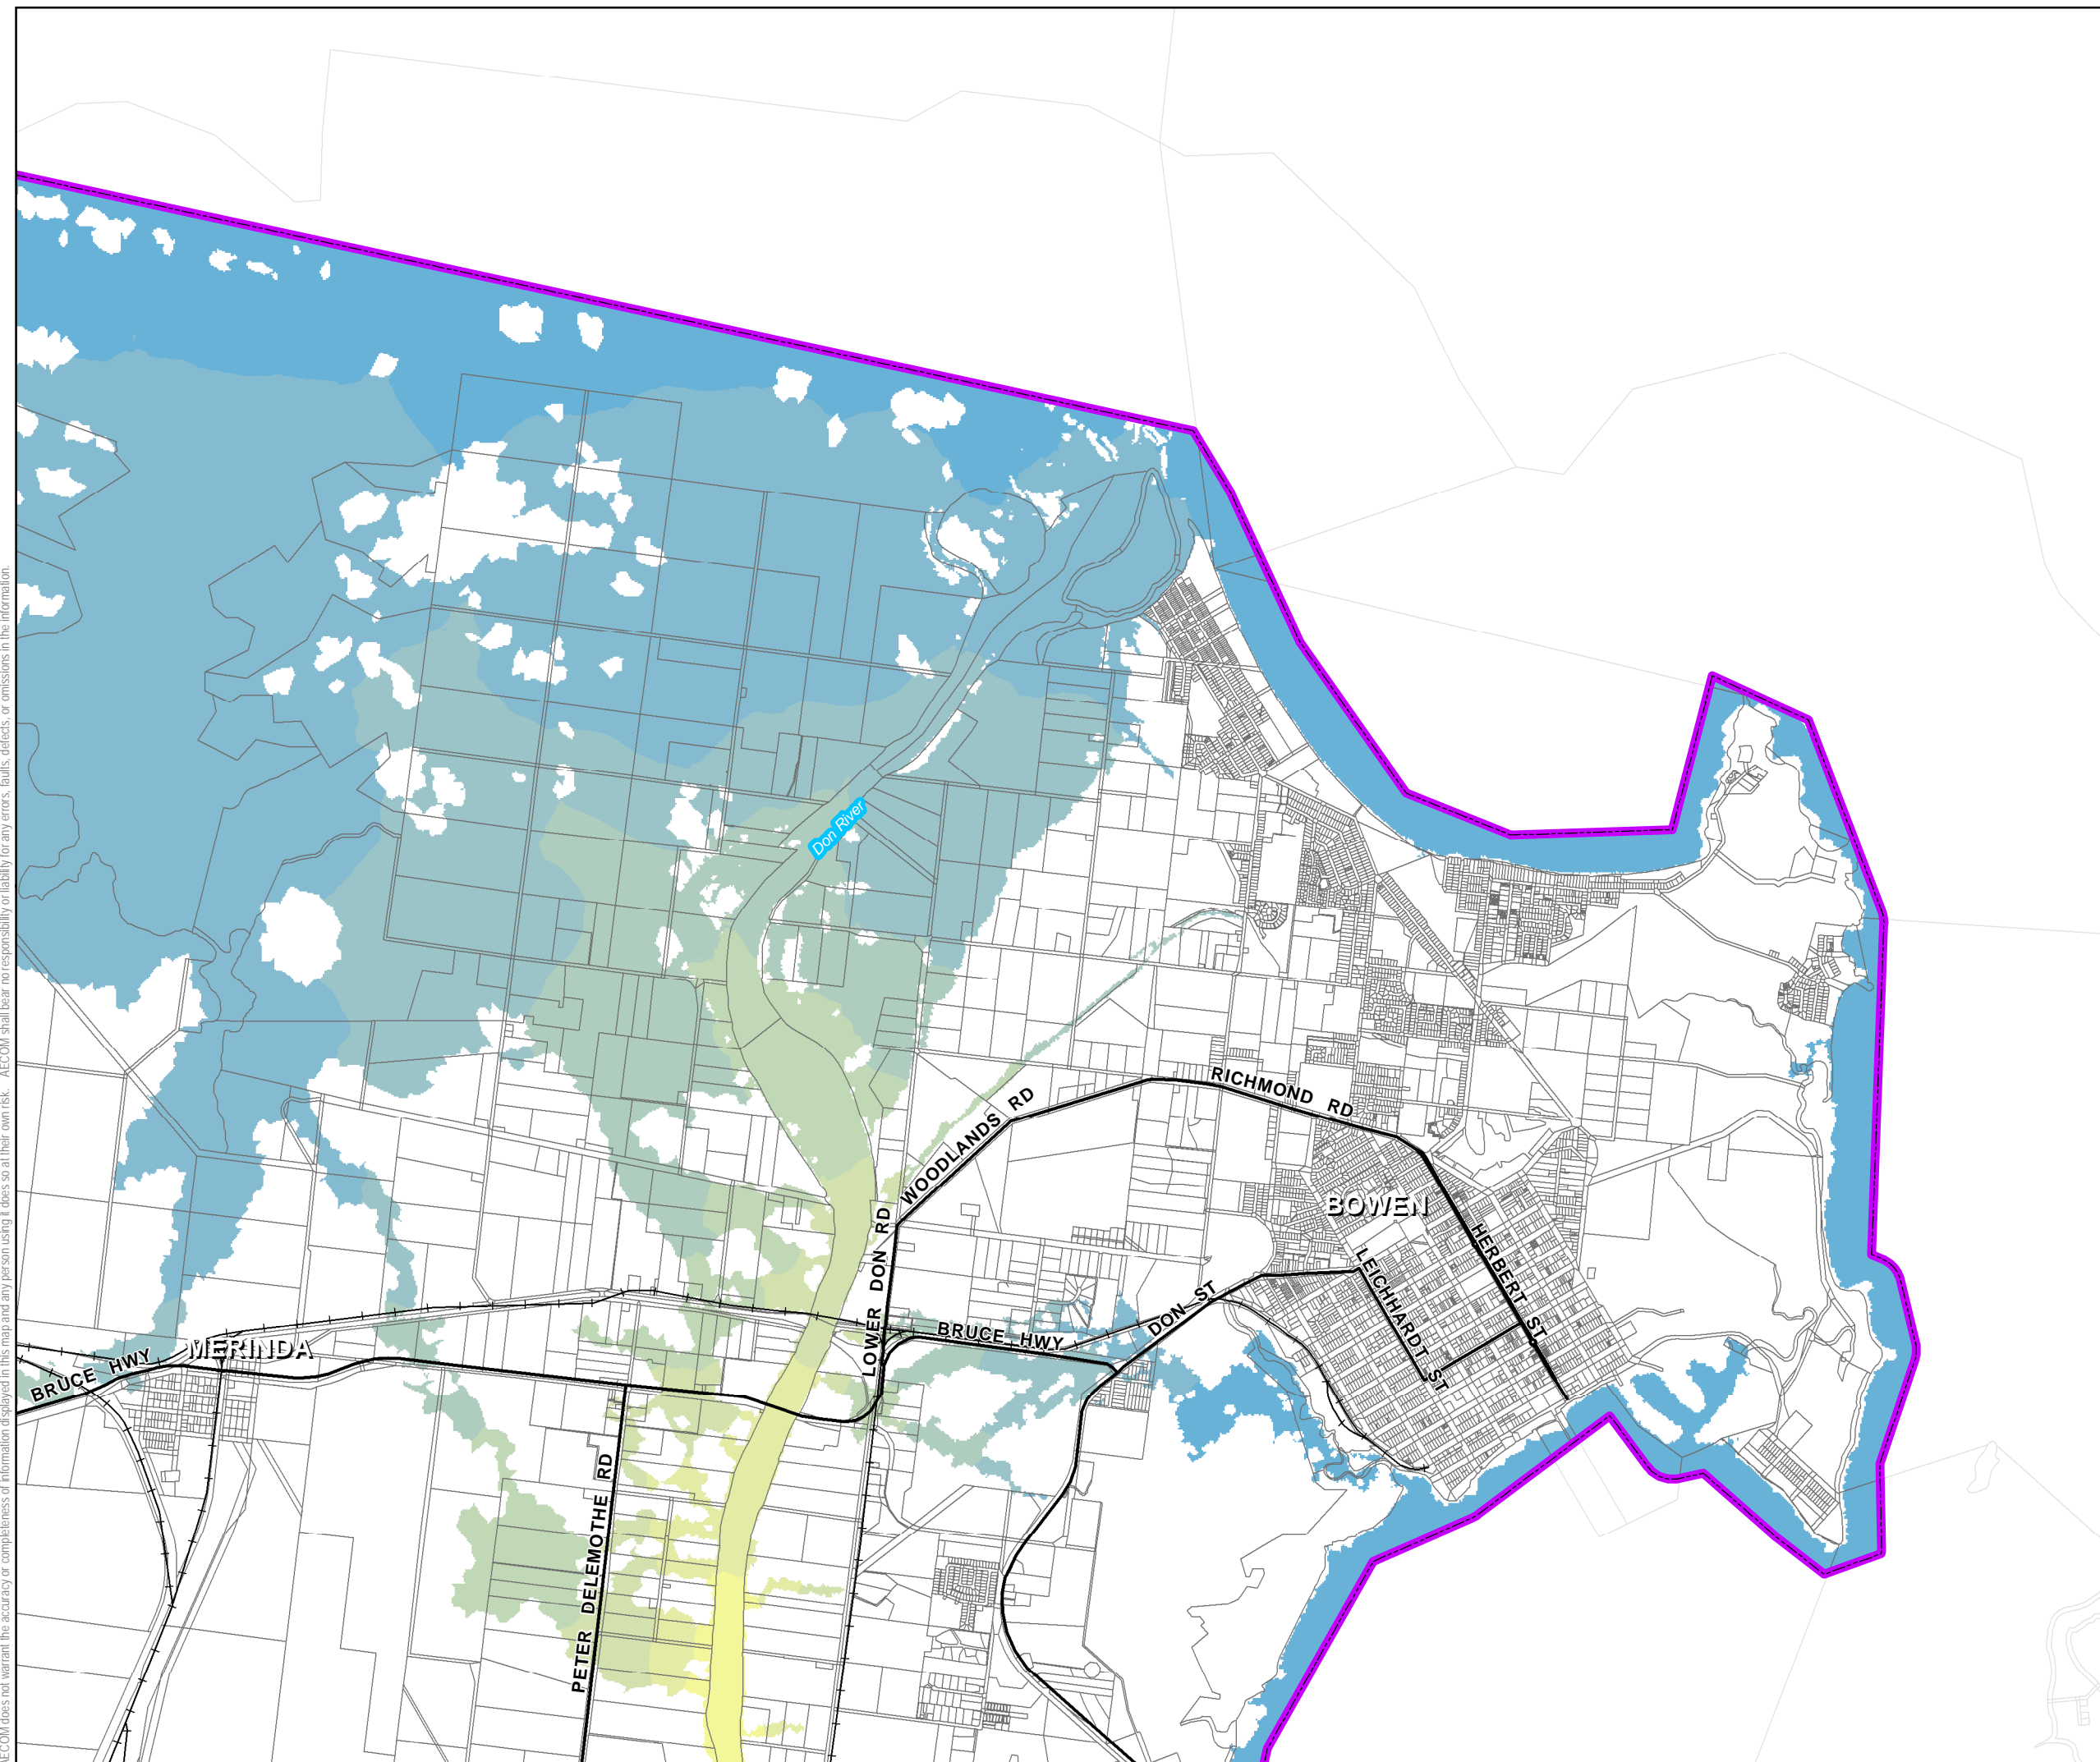 AECOM does not warrant the accuracy or completeness of information displayed in this map and any person using it does so at their own risk. AECOM shall bear no responsibility or liability for any errors, faults, defects, or omissions in the information.
Don River
RICHMOND RD
WOODLANDS RD
BOWEN
LOWER DON RD
HERBERT ST
LEICHHARDT ST
DON ST
BRUCE HWY
MERINDA
BRUCE HWY
PETER DELEMOTHE RD